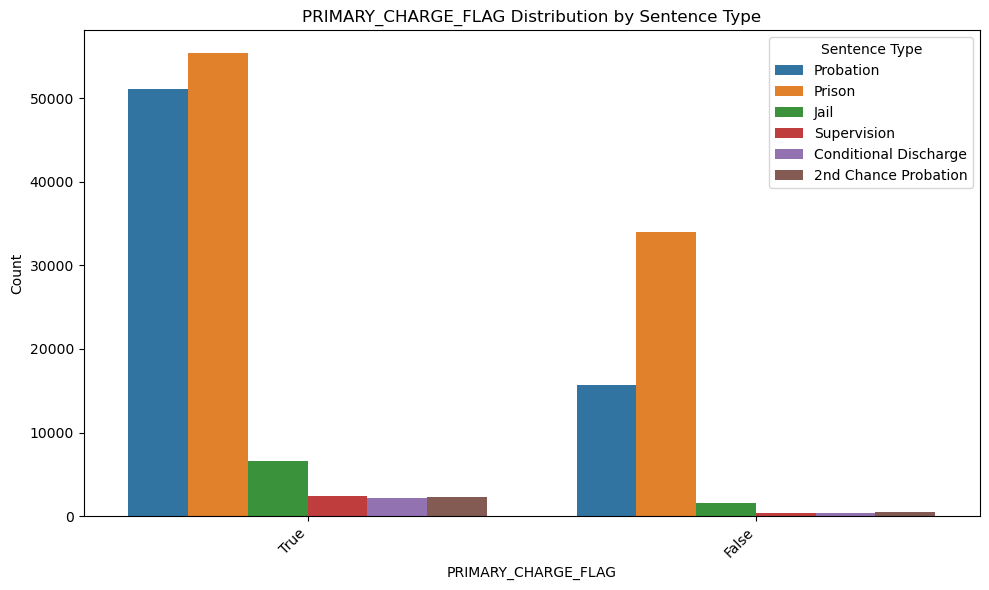 PRIMARY_CHARGE_FLAG Distribution by Sentence Type
Sentence Type
Probation
Prison
Jail
Supervision
Conditional Discharge
2nd Chance Probation
Count
50000
40000
30000
20000
10000
0
True
False
PRIMARY_CHARGE_FLAG